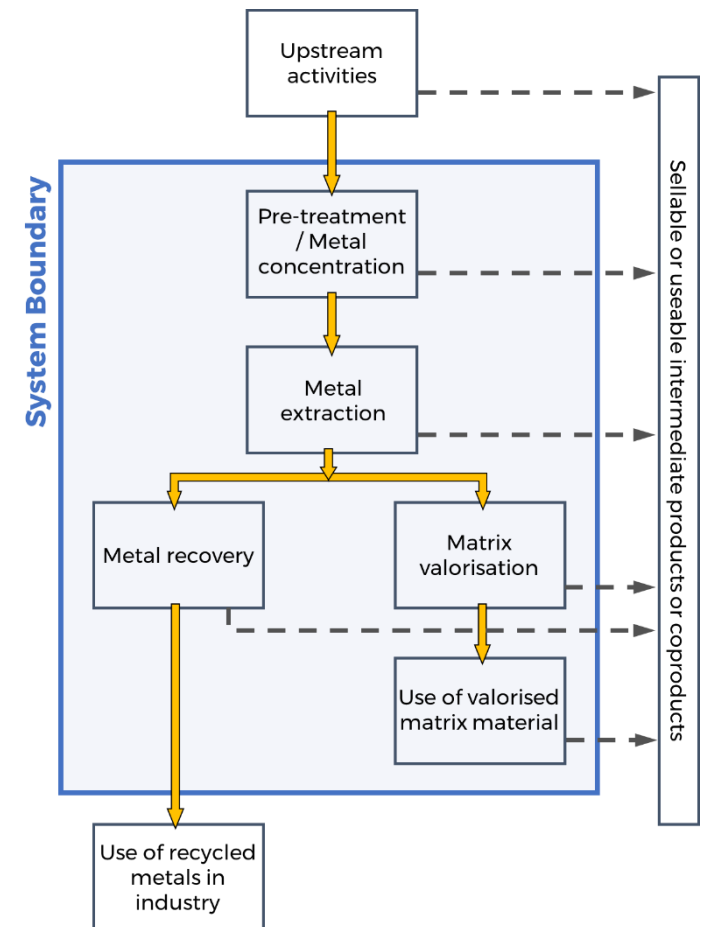 Upstream
activities
System Boundary
Pre-treatment
/ Metal
concentration
Metal
extraction
Metal recovery
Matrix
valorisation
Use of valorised
matrix material
Use of recycled
metals in
industry
Sellable or useable intermediate products or coproducts